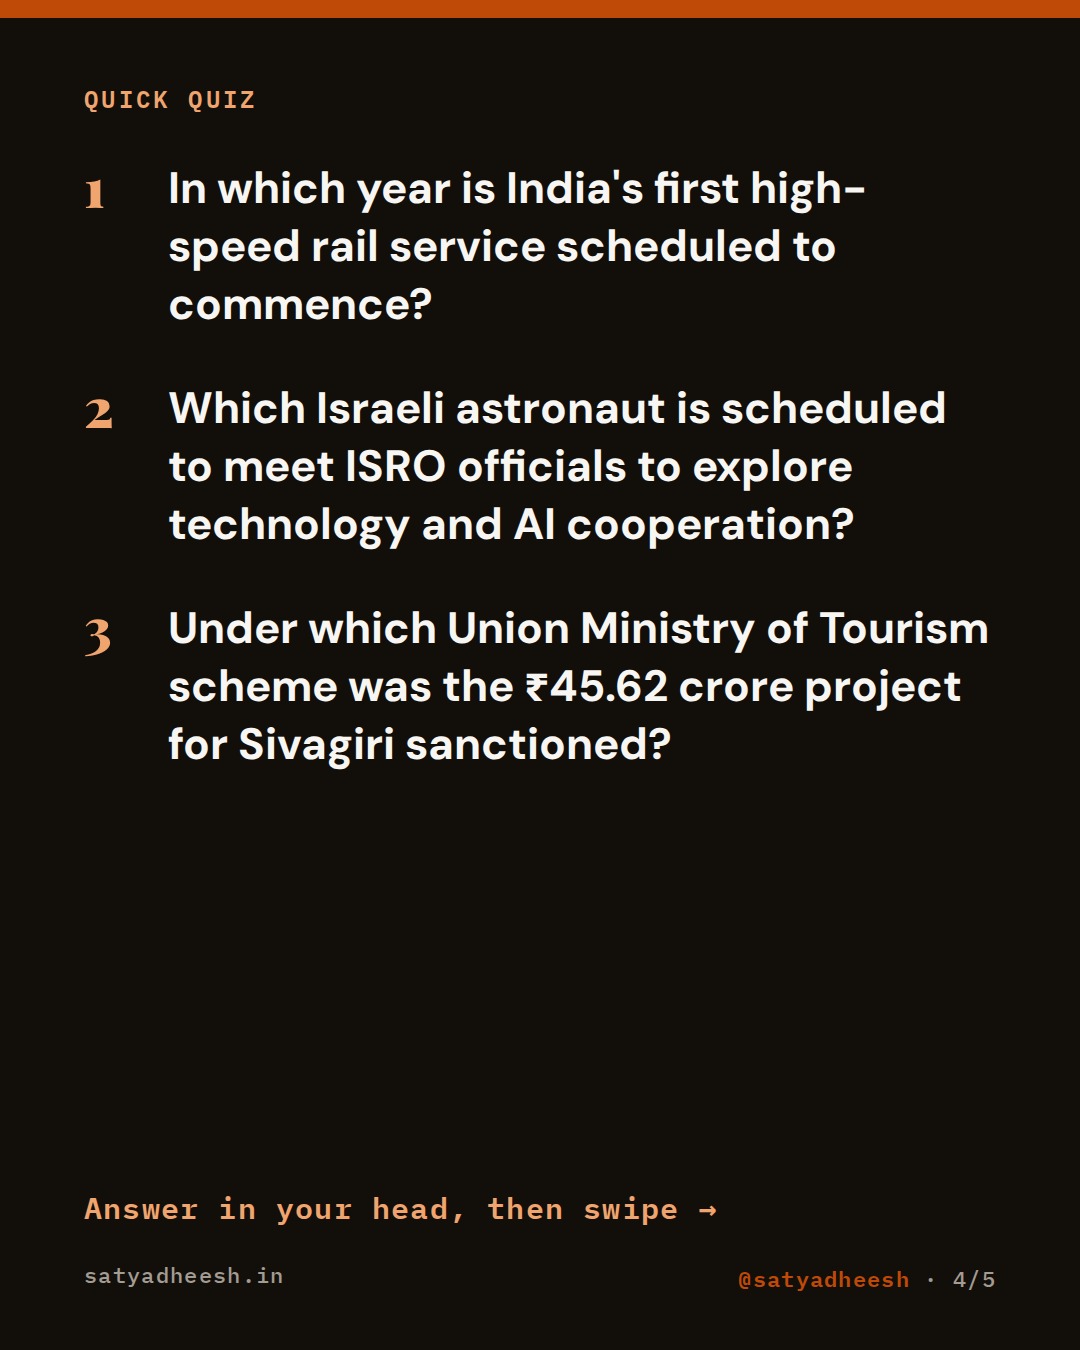 QUICK QUIZ
1 In which year is India's first high-
speed rail service scheduled to
commence?
2 Which Israeli astronaut is scheduled
to meet ISRO officials to explore
technology and AI cooperation?
3 Under which Union Ministry of Tourism
scheme was the ₹45.62 crore project
for Sivagiri sanctioned?
Answer in your head, then swipe →
satyadheesh.in
@satyadheesh · 4/5